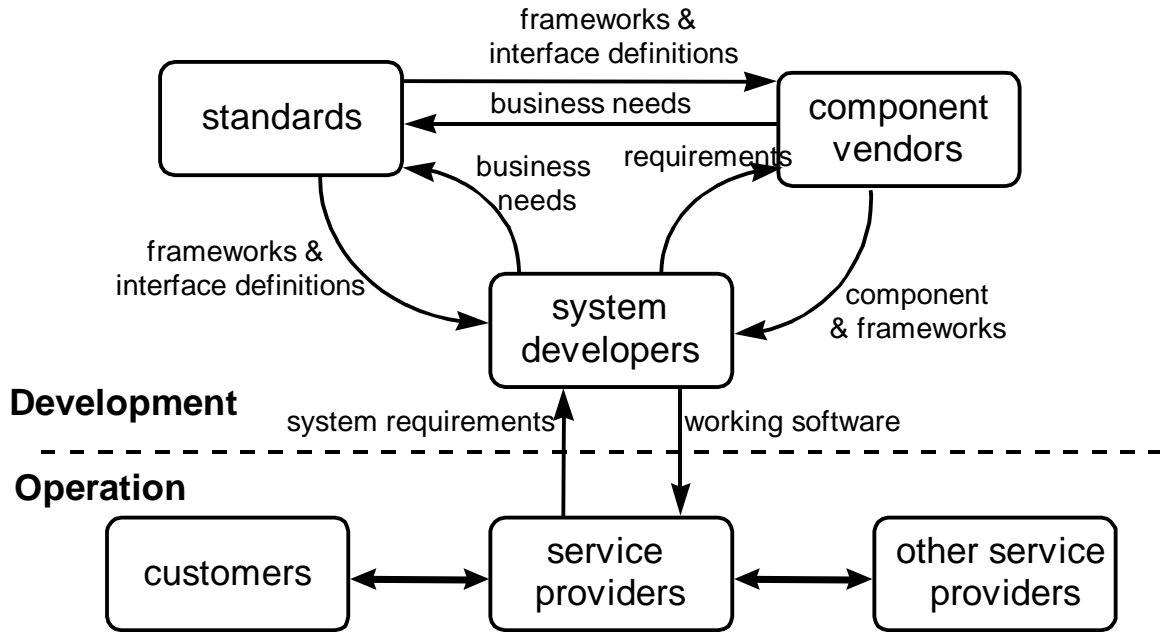 frameworks &
interface definitions
standards
business needs
component
vendors
business
needs
requirements
frameworks &
interface definitions
system
developers
component
& frameworks
Development
system requirements
working software
Operation
customers
service
providers
other service
providers